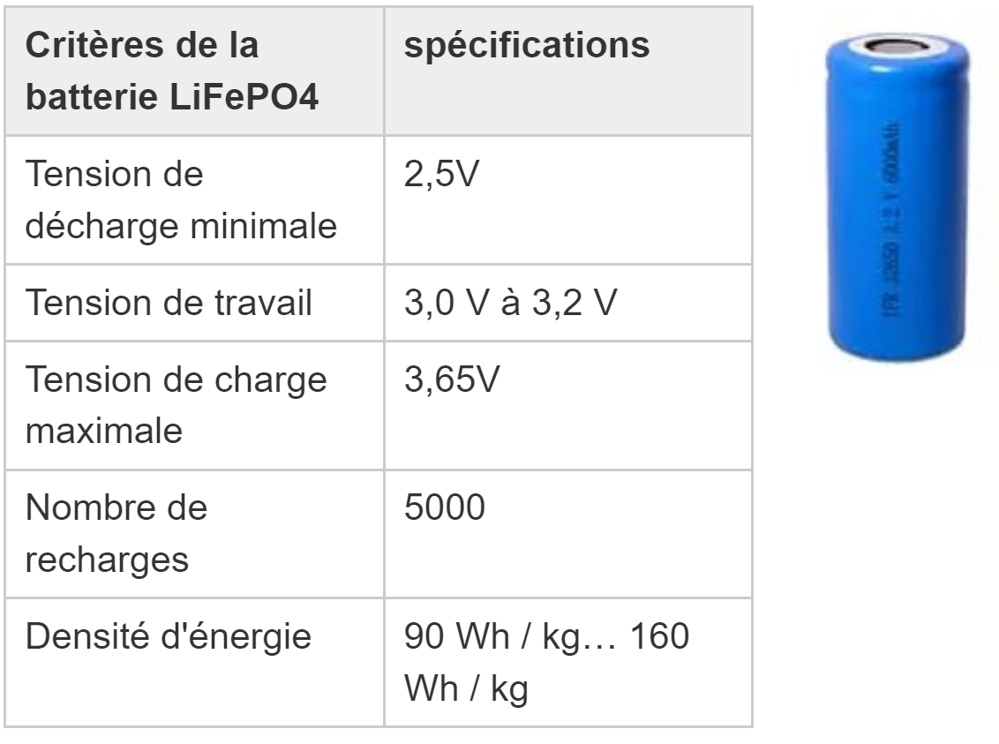 Critères de la
batterie LiFePO4
spécifications
Tension de
décharge minimale
2,5V
Tension de travail
3,0 V à 3,2 V
Tension de charge
maximale
3,65V
Nombre de
recharges
5000
Densité d'énergie
90 Wh / kg… 160
Wh / kg
IFR 32650 3.2 V 6000mAh